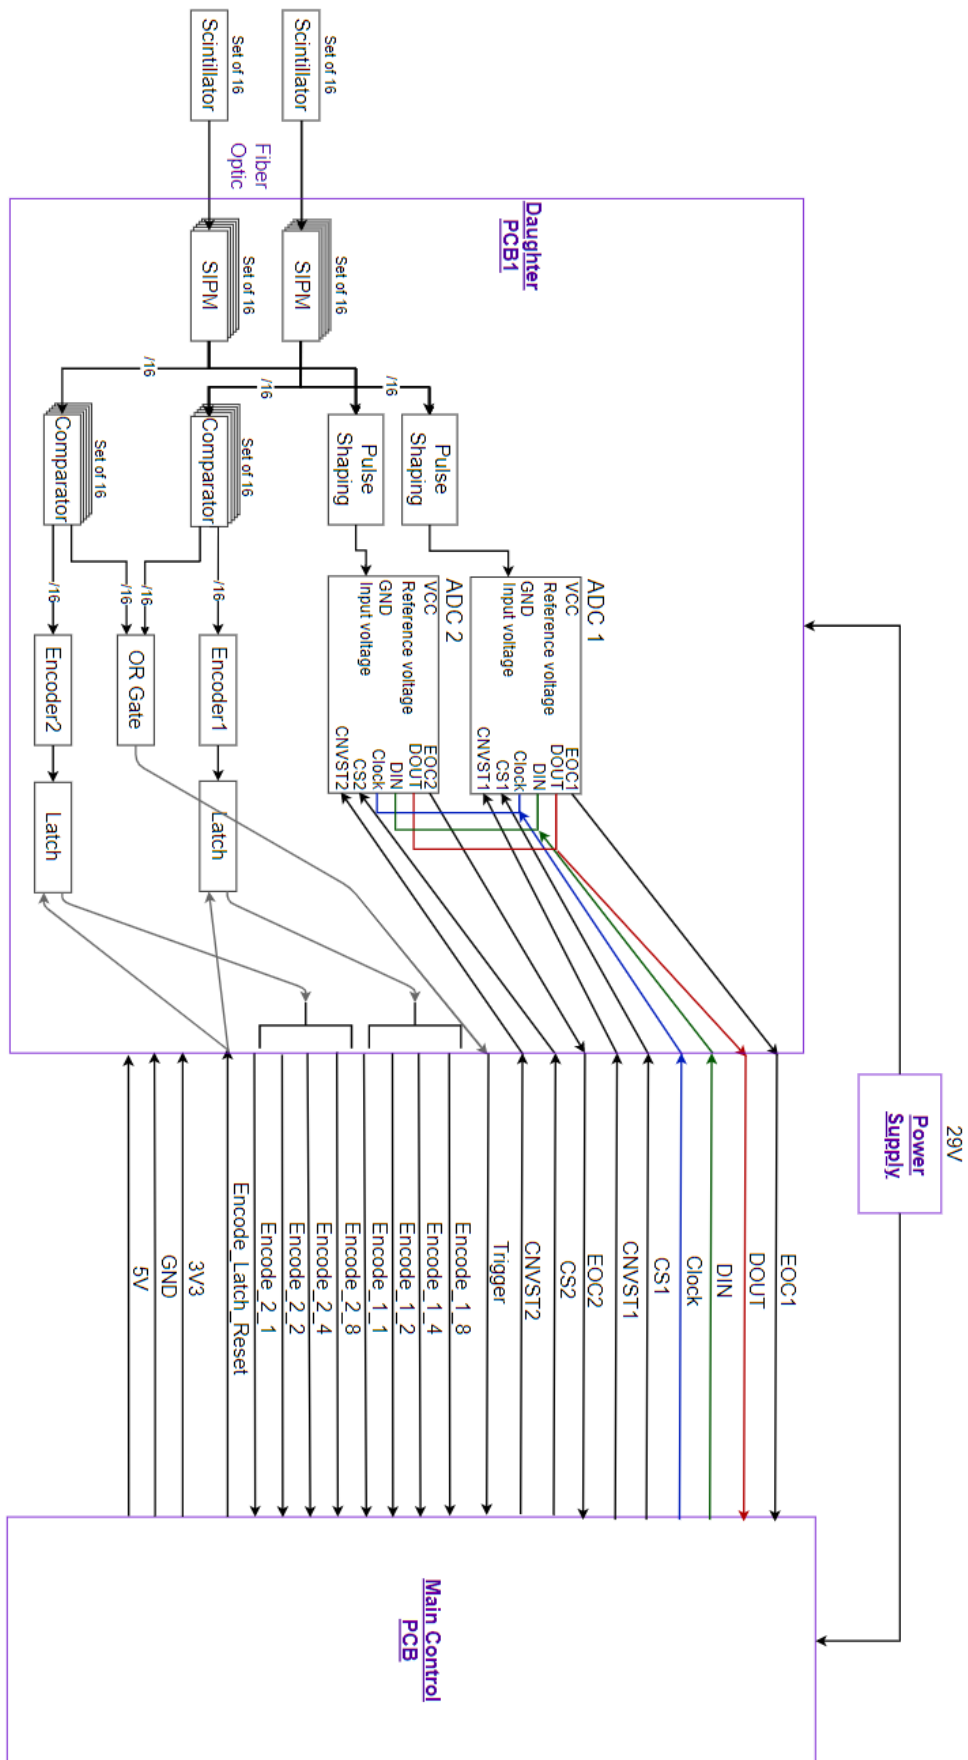 29V
Power
Supply
Daughter
PCB1
Main Control
PCB
Set of 16
Scintillator
Set of 16
Scintillator
Fiber
Optic
Set of 16
SIPM
Set of 16
SIPM
/16
/16
/16
Pulse
Shaping
Pulse
Shaping
Set of 16
Comparator
Set of 16
Comparator
/16
/16
/16
/16
ADC 1
VCC
Reference voltage
GND
Input voltage
EOC1
DOUT
DIN
Clock
CS1
CNVST1
ADC 2
VCC
Reference voltage
GND
Input voltage
EOC2
DOUT
DIN
Clock
CS2
CNVST2
Encoder1
OR Gate
Encoder2
Latch
Latch
EOC1
DOUT
DIN
Clock
CS1
CNVST1
EOC2
CS2
CNVST2
Trigger
Encode_1_8
Encode_1_4
Encode_1_2
Encode_1_1
Encode_2_8
Encode_2_4
Encode_2_2
Encode_2_1
Encode_Latch_Reset
3V3
GND
5V